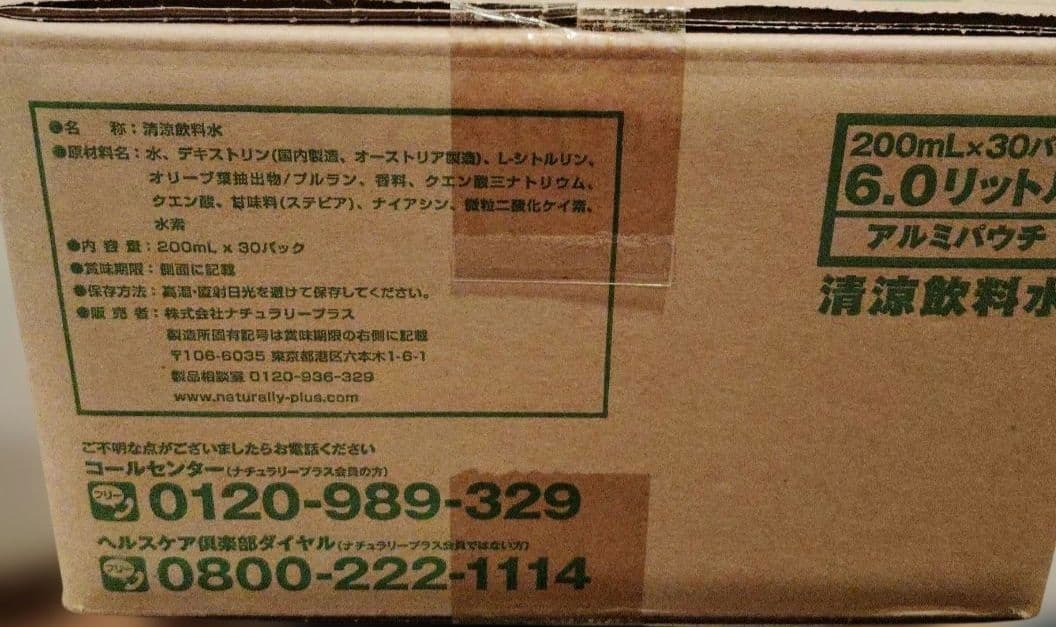 ●名　称：清涼飲料水
●原材料名：水、デキストリン(国内製造、オーストリア製造)、L-シトルリン、
オリーブ葉抽出物/プルラン、香料、クエン酸三ナトリウム、
クエン酸、甘味料(ステビア)、ナイアシン、微粒二酸化ケイ素、
水素
●内 容 量：200mL x 30パック
●賞味期限：側面に記載
●保存方法：高温・直射日光を避けて保存してください。
●販 売 者：株式会社ナチュラリープラス
製造所固有記号は賞味期限の右側に記載
〒106-6035 東京都港区六本木1-6-1
製品相談室 0120-936-329
www.naturally-plus.com
ご不明な点がございましたらお電話ください
コールセンター(ナチュラリープラス会員の方)
フリー 0120-989-329
ヘルスケア倶楽部ダイヤル(ナチュラリープラス会員ではない方)
フリー 0800-222-1114
200mL×30パ
6.0リットル
アルミパウチ
清涼飲料水